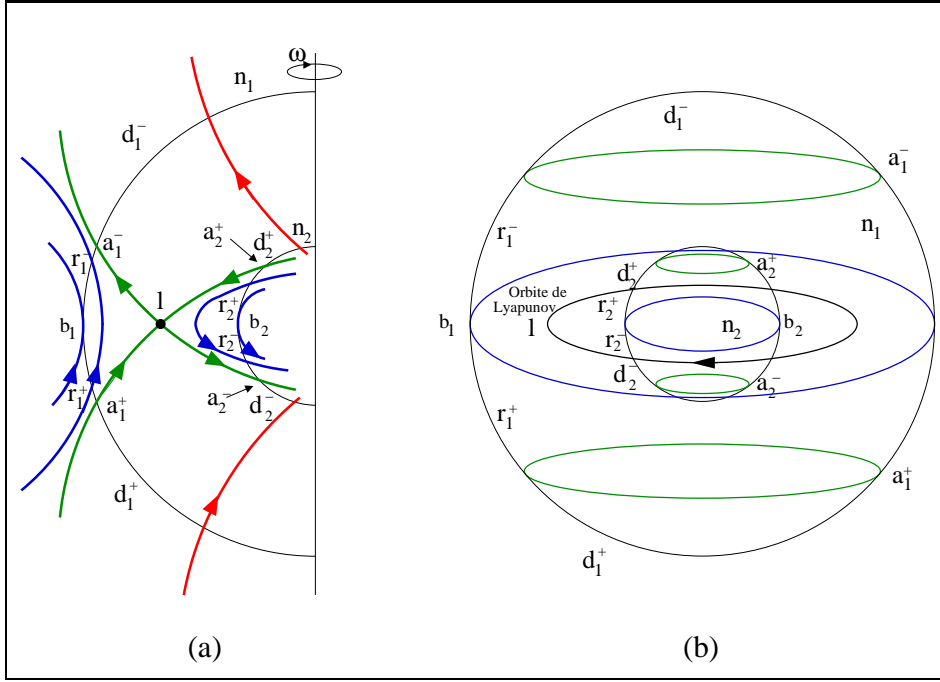 ω
n₁
d₁⁻
a₂⁺
d₂⁺
n₂
a₁⁻
r₁⁻
l
r₂⁺
b₁
b₂
r₂⁻
r₁⁺
a₁⁺
a₂⁻
d₂⁻
d₁⁺
(a)
d₁⁻
a₁⁻
r₁⁻
n₁
d₂⁺
a₂⁺
Orbite de
Lyapunov
r₂⁺
b₁
l
n₂
b₂
r₂⁻
d₂⁻
a₂⁻
r₁⁺
a₁⁺
d₁⁺
(b)